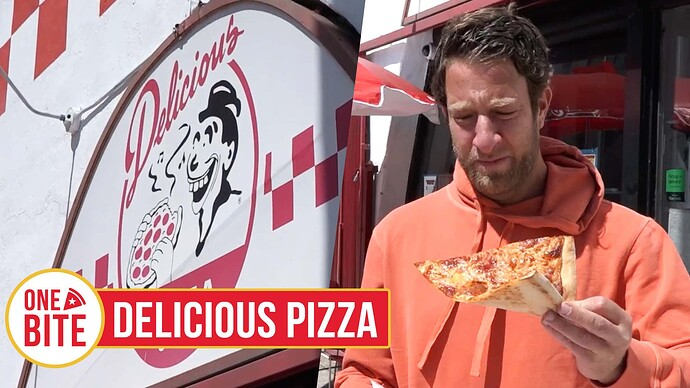 Delicious
ONE
BITE
DELICIOUS PIZZA